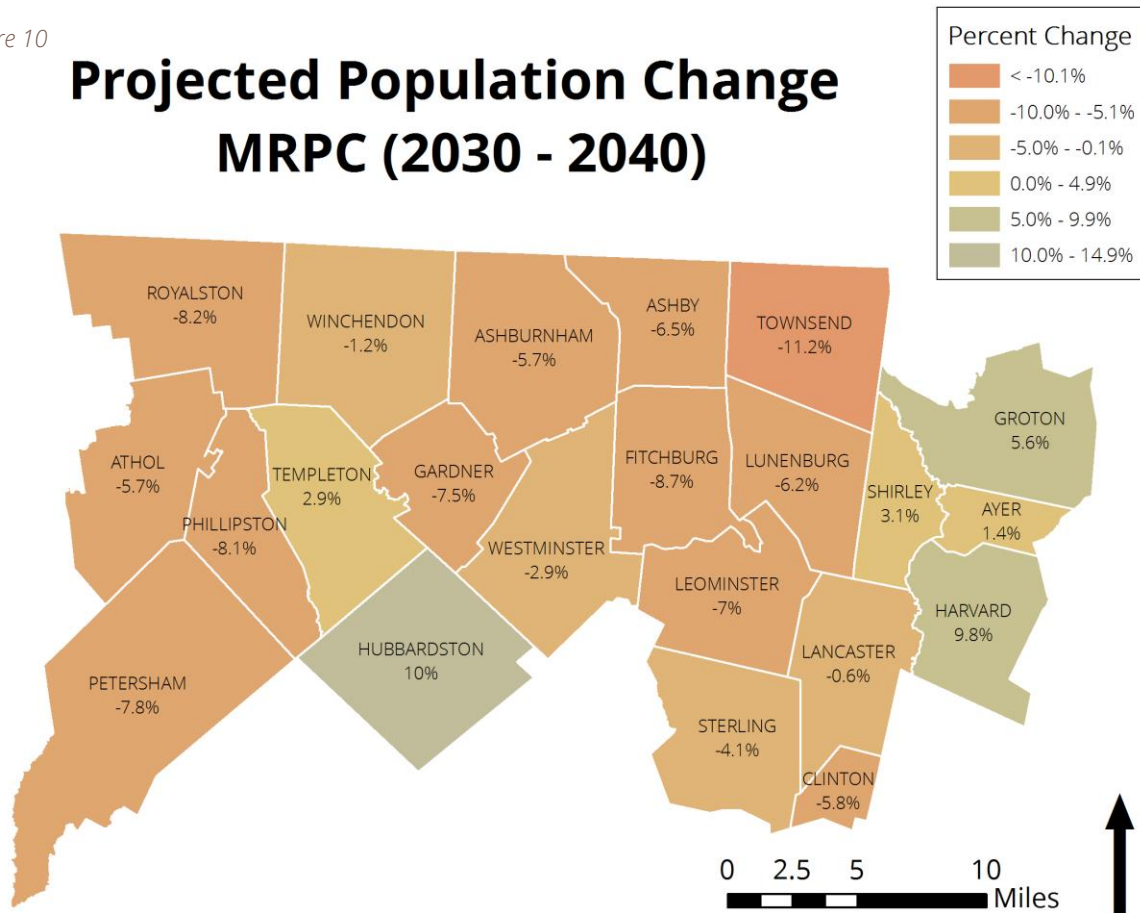 re 10
Projected Population Change
MRPC (2030 - 2040)
Percent Change
< -10.1%
-10.0% - -5.1%
-5.0% - -0.1%
0.0% - 4.9%
5.0% - 9.9%
10.0% - 14.9%
ROYALSTON
-8.2%
WINCHENDON
-1.2%
ASHBURNHAM
-5.7%
ASHBY
-6.5%
TOWNSEND
-11.2%
GROTON
5.6%
ATHOL
-5.7%
PHILLIPSTON
-8.1%
TEMPLETON
2.9%
GARDNER
-7.5%
WESTMINSTER
-2.9%
FITCHBURG
-8.7%
LUNENBURG
-6.2%
SHIRLEY
3.1%
AYER
1.4%
HARVARD
9.8%
LEOMINSTER
-7%
LANCASTER
-0.6%
HUBBARDSTON
10%
PETERSHAM
-7.8%
STERLING
-4.1%
CLINTON
-5.8%
0 2.5 5 10
Miles